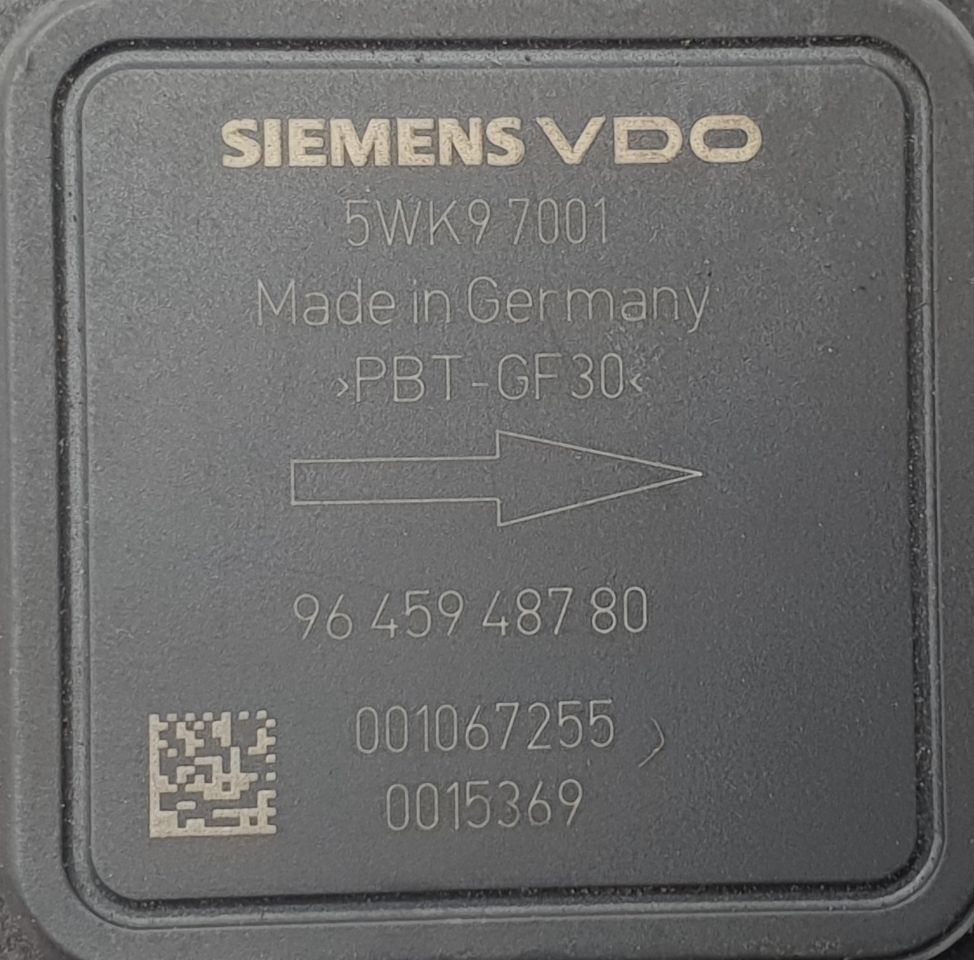 SIEMENS VDO
5WK9 7001
Made in Germany
>PBT-GF30<
96 459 487 80
001067255
0015369